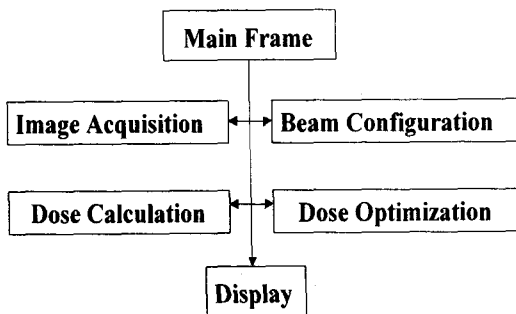 Main Frame
Image Acquisition
Beam Configuration
Dose Calculation
Dose Optimization
Display